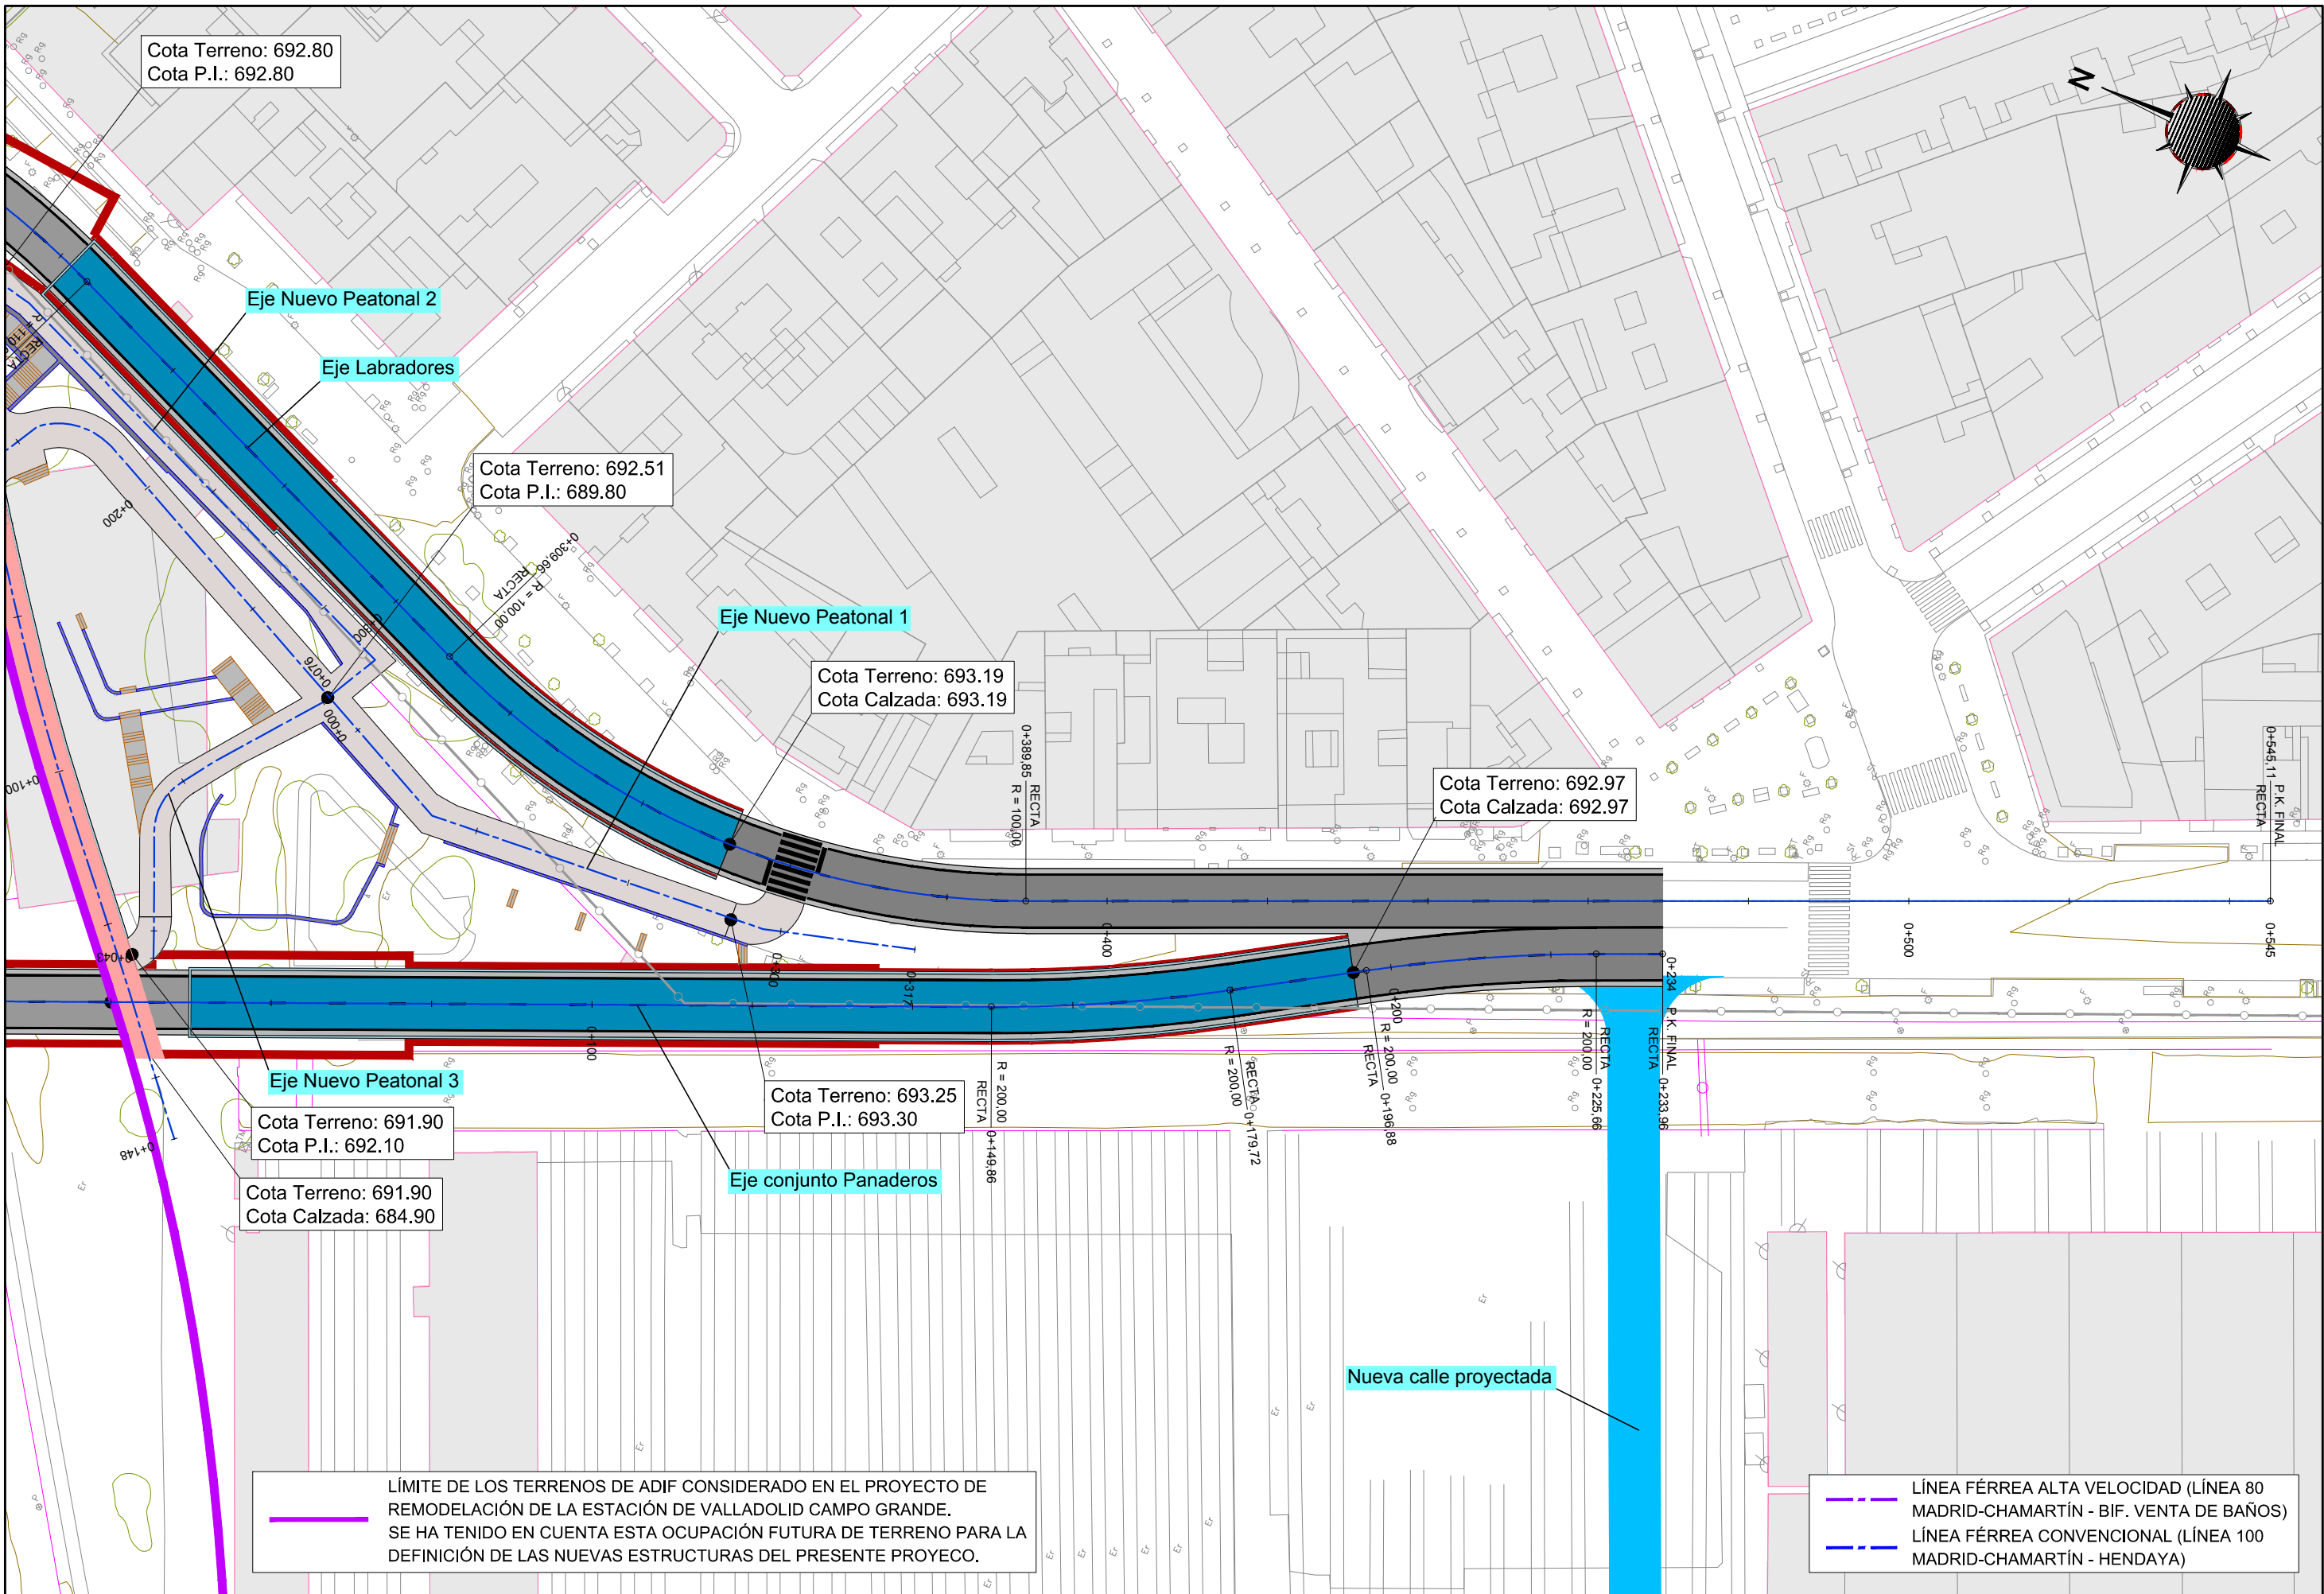 Cota Terreno: 692.80
Cota P.I.: 692.80
N
Eje Nuevo Peatonal 2
Eje Labradores
RECTA
0+200
Cota Terreno: 692.51
Cota P.I.: 689.80
0+309,66
RECTA
R = 100,00
Eje Nuevo Peatonal 1
0+300
0+076
0+000
Cota Terreno: 693.19
Cota Calzada: 693.19
0+389,85
RECTA
R = 100,00
Cota Terreno: 692.97
Cota Calzada: 692.97
0+545,11
P.K. FINAL
RECTA
0+100
0+400
0+500
0+545
0+043
0+300
0+317
0+200
0+234
0+100
R = 200,00
RECTA
0+149,86
RECTA
R = 200,00
0+179,72
R = 200,00
RECTA
0+196,88
RECTA
R = 200,00
0+225,66
P.K. FINAL
RECTA
0+233,96
Eje Nuevo Peatonal 3
Cota Terreno: 693.25
Cota P.I.: 693.30
Cota Terreno: 691.90
Cota P.I.: 692.10
0+148
Eje conjunto Panaderos
Cota Terreno: 691.90
Cota Calzada: 684.90
Nueva calle proyectada
LÍMITE DE LOS TERRENOS DE ADIF CONSIDERADO EN EL PROYECTO DE
REMODELACIÓN DE LA ESTACIÓN DE VALLADOLID CAMPO GRANDE.
SE HA TENIDO EN CUENTA ESTA OCUPACIÓN FUTURA DE TERRENO PARA LA
DEFINICIÓN DE LAS NUEVAS ESTRUCTURAS DEL PRESENTE PROYECO.
LÍNEA FÉRREA ALTA VELOCIDAD (LÍNEA 80
MADRID-CHAMARTÍN - BIF. VENTA DE BAÑOS)
LÍNEA FÉRREA CONVENCIONAL (LÍNEA 100
MADRID-CHAMARTÍN - HENDAYA)